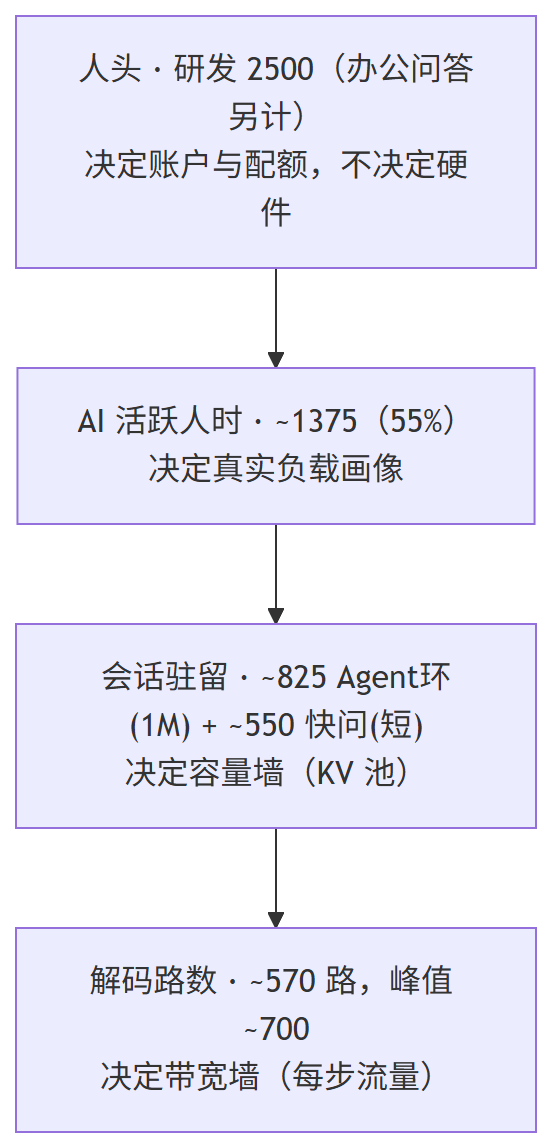 人头 · 研发 2500（办公问答
另计）
决定账户与配额，不决定硬
件
AI 活跃人时 · ~1375（55%）
决定真实负载画像
会话驻留 · ~825 Agent环
(1M) + ~550 快问(短)
决定容量墙（KV 池）
解码路数 · ~570 路，峰值
~700
决定带宽墙（每步流量）